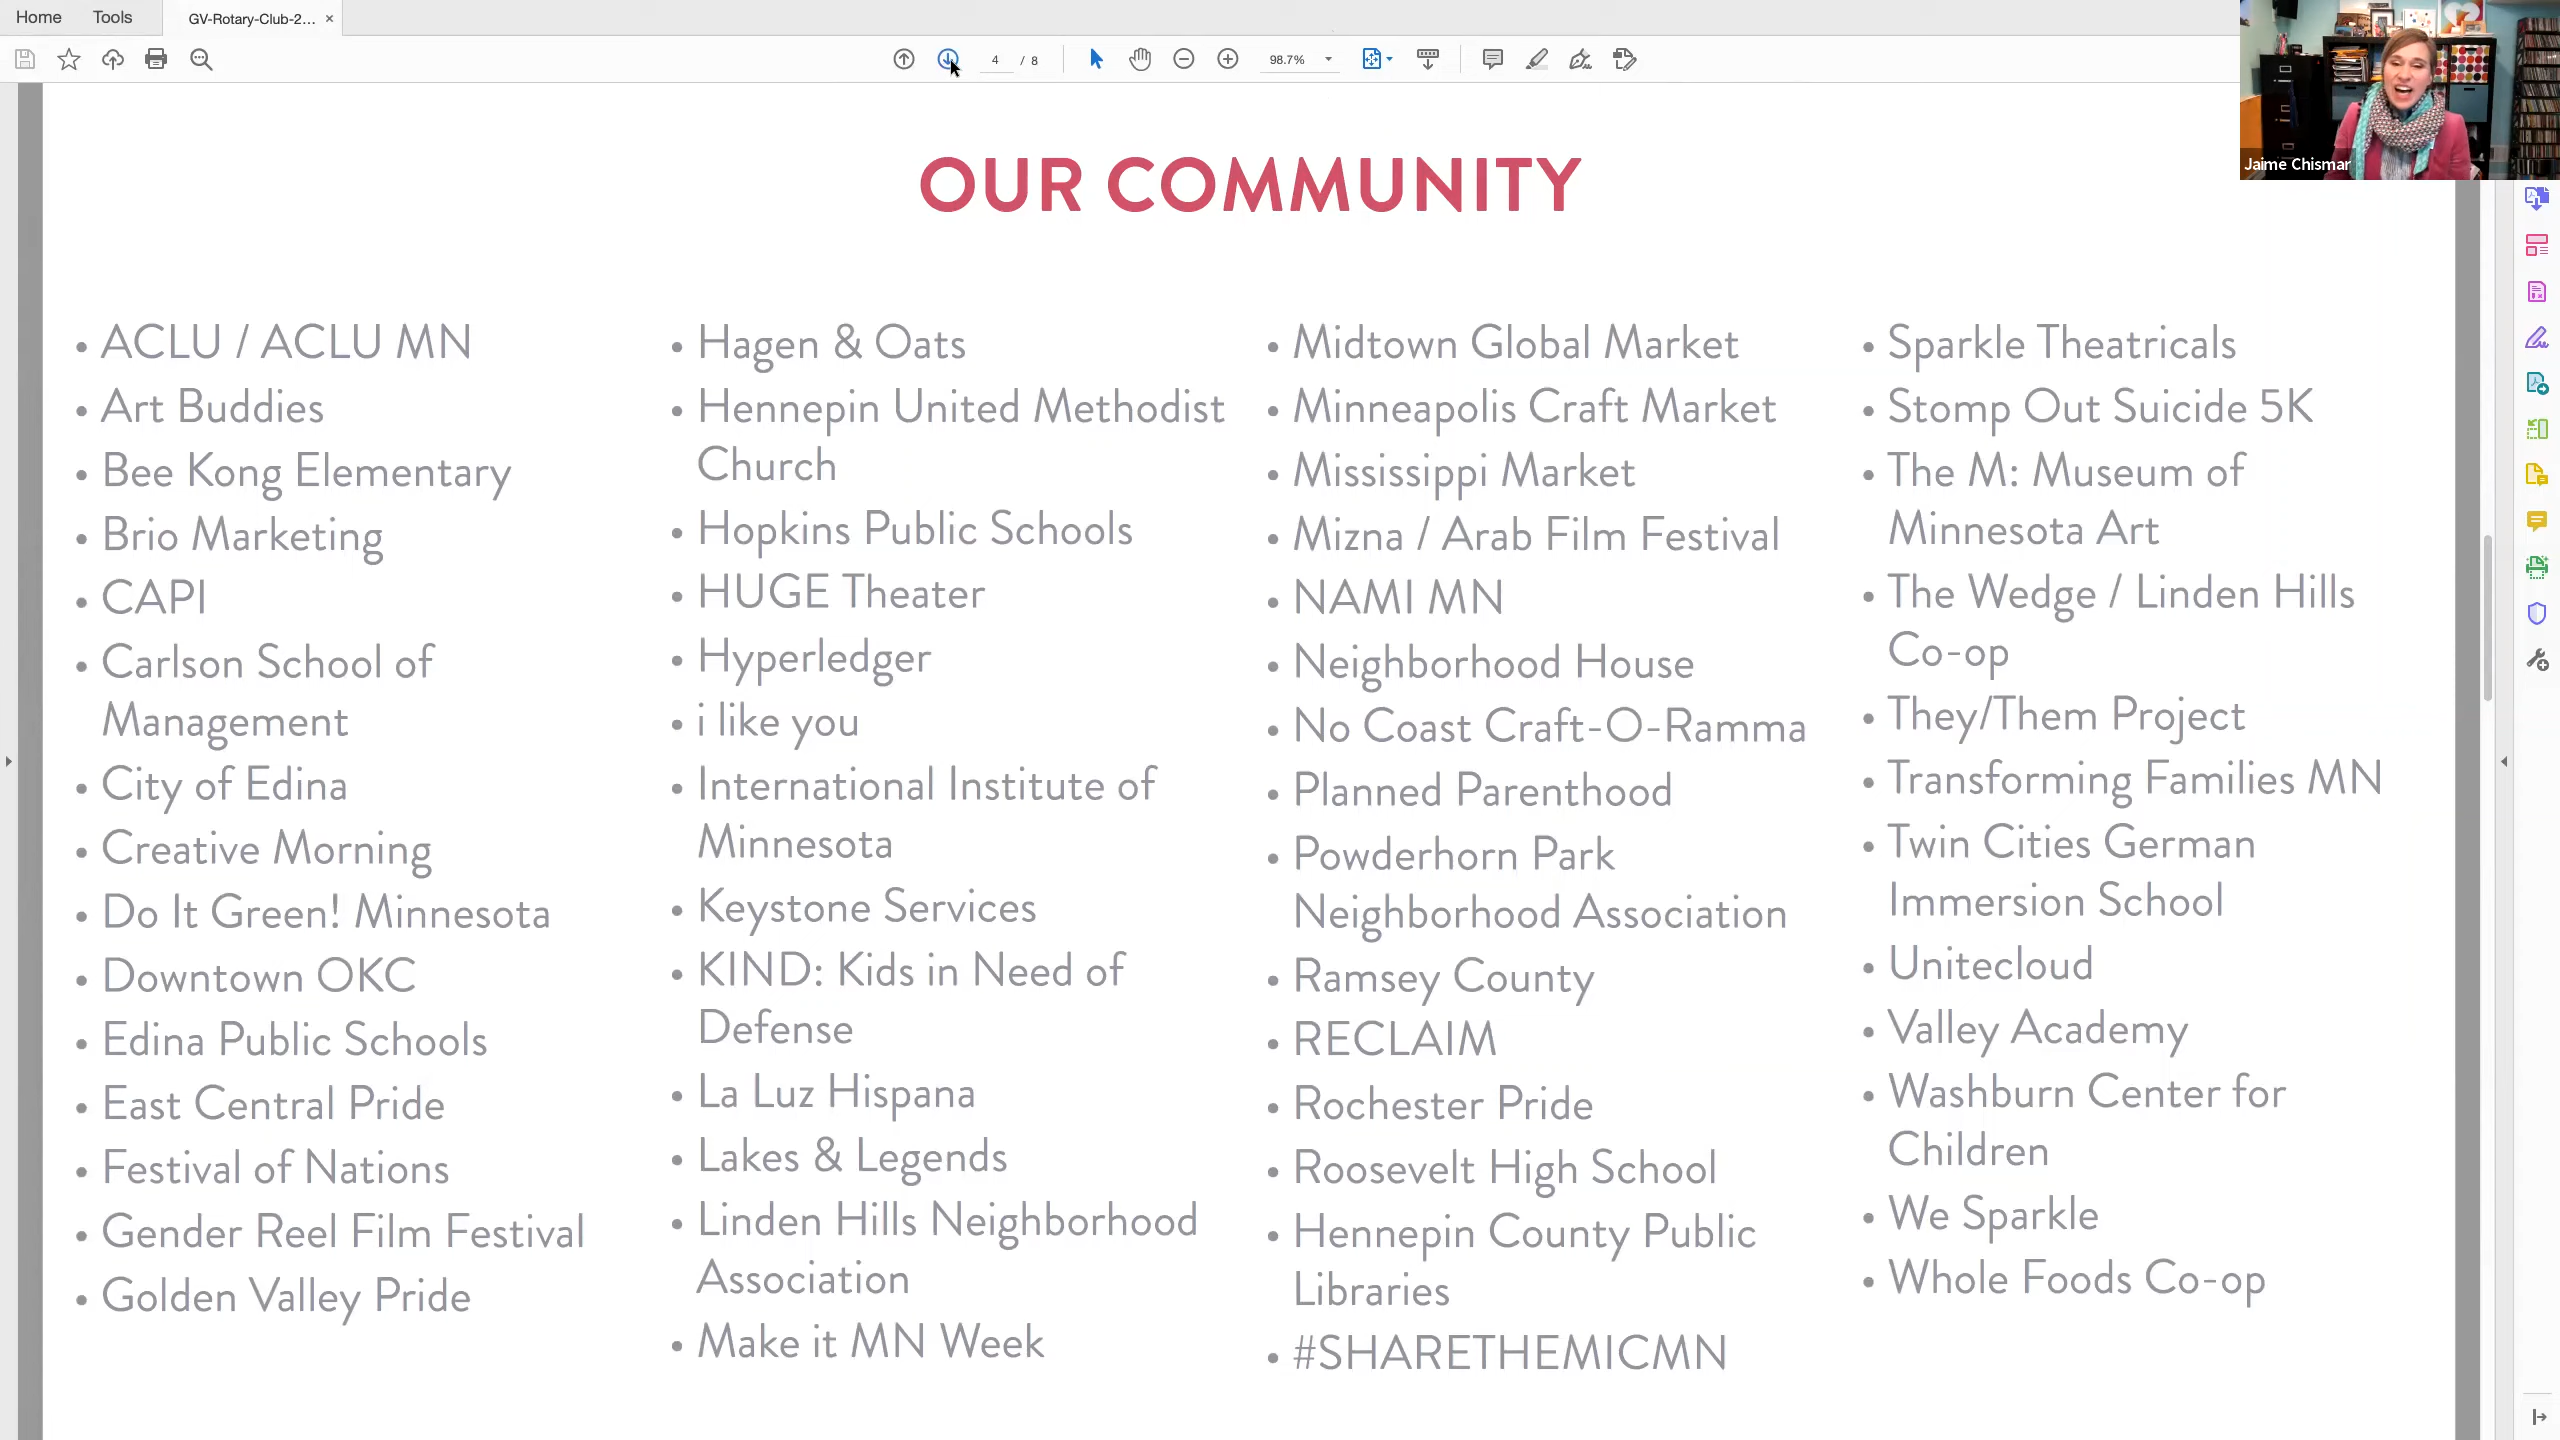 Home
Tools
GV-Rotary-Club-2...
4 / 8
98.7%
Jaime Chismar
OUR COMMUNITY
• ACLU / ACLU MN
• Art Buddies
• Bee Kong Elementary
• Brio Marketing
• CAPI
• Carlson School of
Management
• City of Edina
• Creative Morning
• Do It Green! Minnesota
• Downtown OKC
• Edina Public Schools
• East Central Pride
• Festival of Nations
• Gender Reel Film Festival
• Golden Valley Pride
• Hagen & Oats
• Hennepin United Methodist
Church
• Hopkins Public Schools
• HUGE Theater
• Hyperledger
• i like you
• International Institute of
Minnesota
• Keystone Services
• KIND: Kids in Need of
Defense
• La Luz Hispana
• Lakes & Legends
• Linden Hills Neighborhood
Association
• Make it MN Week
• Midtown Global Market
• Minneapolis Craft Market
• Mississippi Market
• Mizna / Arab Film Festival
• NAMI MN
• Neighborhood House
• No Coast Craft-O-Ramma
• Planned Parenthood
• Powderhorn Park
Neighborhood Association
• Ramsey County
• RECLAIM
• Rochester Pride
• Roosevelt High School
• Hennepin County Public
Libraries
• #SHARETHEMICMN
• Sparkle Theatricals
• Stomp Out Suicide 5K
• The M: Museum of
Minnesota Art
• The Wedge / Linden Hills
Co-op
• They/Them Project
• Transforming Families MN
• Twin Cities German
Immersion School
• Unitecloud
• Valley Academy
• Washburn Center for
Children
• We Sparkle
• Whole Foods Co-op